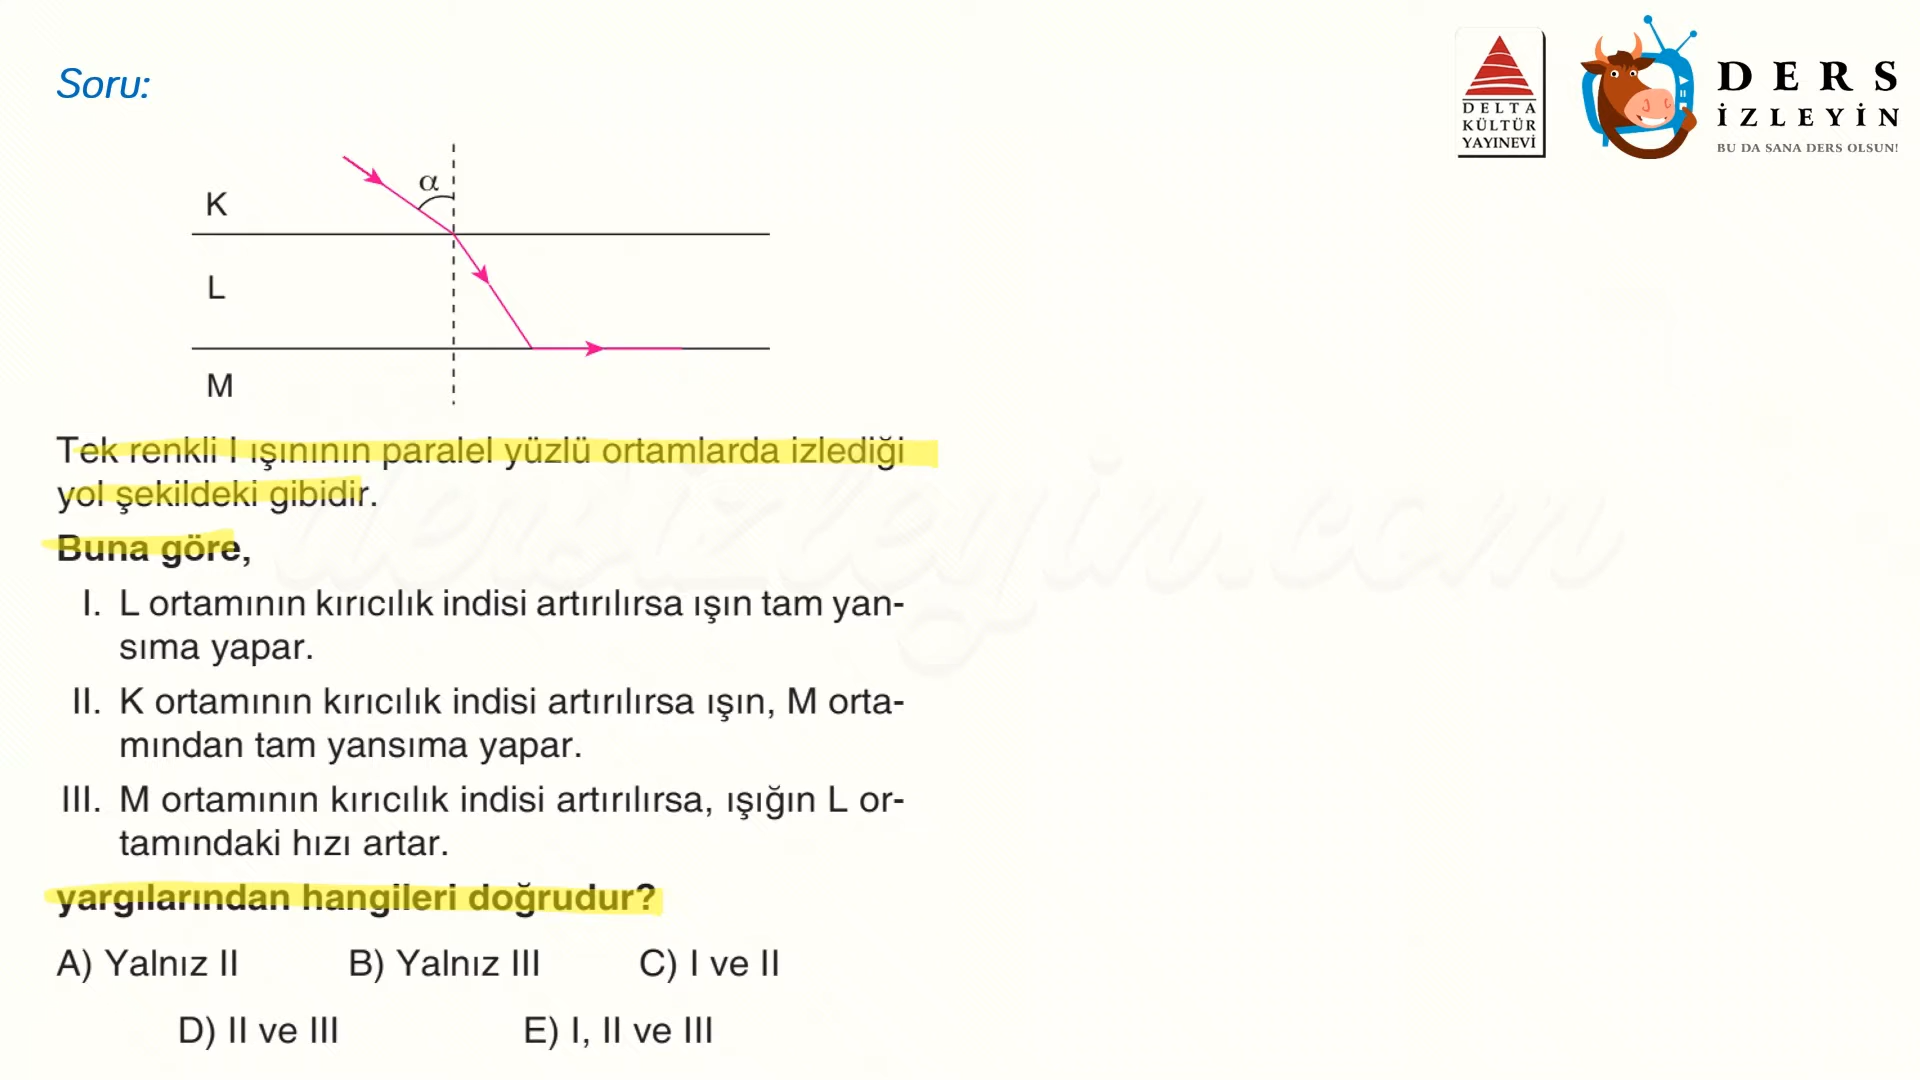 Soru:
DELTA
KÜLTÜR
YAYINEVİ
DERS
İZLEYİN
BU DA SANA DERS OLSUN!
α
K
L
M
Tek renkli I ışınının paralel yüzlü ortamlarda izlediği
yol şekildeki gibidir.
Buna göre,
I. L ortamının kırıcılık indisi artırılırsa ışın tam yan-
sıma yapar.
II. K ortamının kırıcılık indisi artırılırsa ışın, M orta-
mından tam yansıma yapar.
III. M ortamının kırıcılık indisi artırılırsa, ışığın L or-
tamındaki hızı artar.
yargılarından hangileri doğrudur?
A) Yalnız II B) Yalnız III C) I ve II
D) II ve III E) I, II ve III
dersizleyin.com